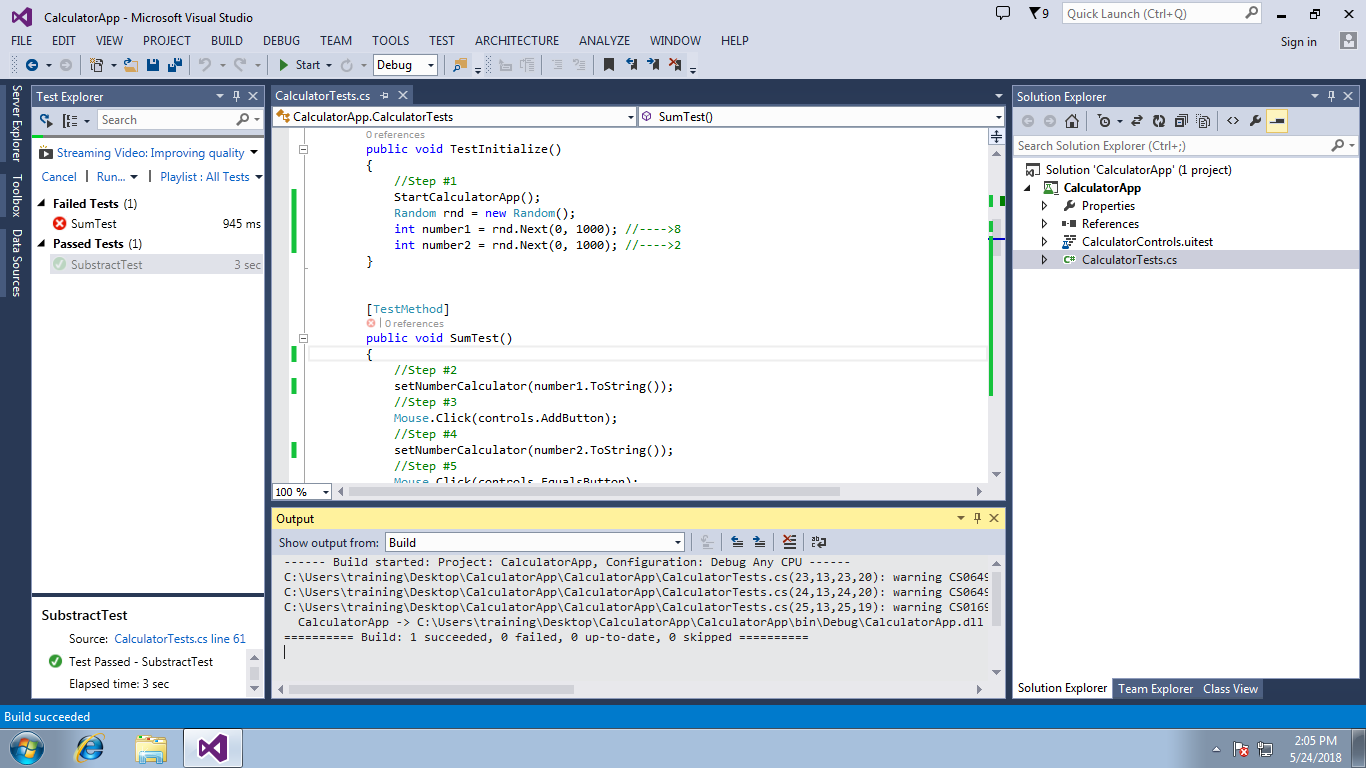 CalculatorApp - Microsoft Visual Studio
9
Quick Launch (Ctrl+Q)
FILE EDIT VIEW PROJECT BUILD DEBUG TEAM TOOLS TEST ARCHITECTURE ANALYZE WINDOW HELP
Sign in
Start
Debug
Server Explorer
Toolbox
Data Sources
Test Explorer
Search
Streaming Video: Improving quality
Cancel | Run... | Playlist : All Tests
Failed Tests (1)
SumTest 945 ms
Passed Tests (1)
SubstractTest 3 sec
SubstractTest
Source: CalculatorTests.cs line 61
Test Passed - SubstractTest
Elapsed time: 3 sec
CalculatorTests.cs
CalculatorApp.CalculatorTests
SumTest()
0 references
public void TestInitialize()
{
//Step #1
StartCalculatorApp();
Random rnd = new Random();
int number1 = rnd.Next(0, 1000); //---->8
int number2 = rnd.Next(0, 1000); //---->2
}
[TestMethod]
| 0 references
public void SumTest()
{
//Step #2
setNumberCalculator(number1.ToString());
//Step #3
Mouse.Click(controls.AddButton);
//Step #4
setNumberCalculator(number2.ToString());
//Step #5
Mouse.Click(controls.EqualsButton);
100 %
Output
Show output from: Build
------ Build started: Project: CalculatorApp, Configuration: Debug Any CPU ------
C:\Users\training\Desktop\CalculatorApp\CalculatorApp\CalculatorTests.cs(23,13,23,20): warning CS0649
C:\Users\training\Desktop\CalculatorApp\CalculatorApp\CalculatorTests.cs(24,13,24,20): warning CS0649
C:\Users\training\Desktop\CalculatorApp\CalculatorApp\CalculatorTests.cs(25,13,25,19): warning CS0169
CalculatorApp -> C:\Users\training\Desktop\CalculatorApp\CalculatorApp\bin\Debug\CalculatorApp.dll
========== Build: 1 succeeded, 0 failed, 0 up-to-date, 0 skipped ==========
Solution Explorer
Search Solution Explorer (Ctrl+;)
Solution 'CalculatorApp' (1 project)
CalculatorApp
Properties
References
CalculatorControls.uitest
C# CalculatorTests.cs
Solution Explorer Team Explorer Class View
Build succeeded
2:05 PM
5/24/2018